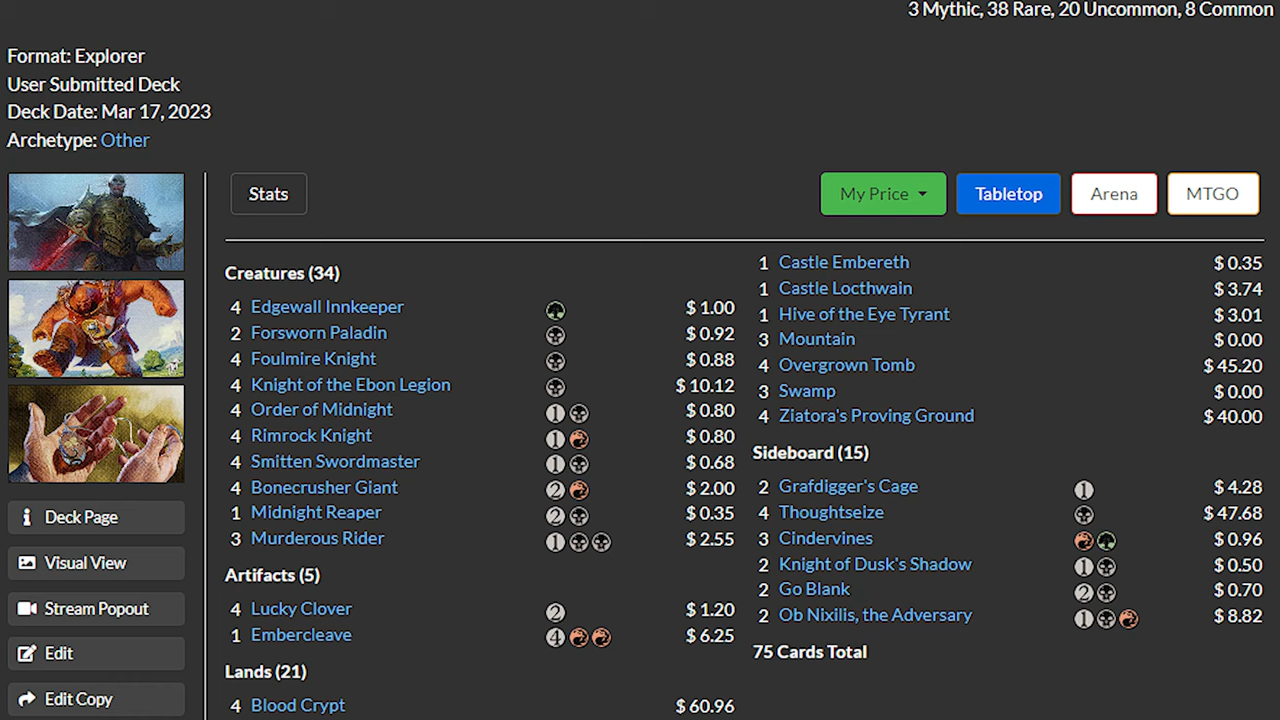 3 Mythic, 38 Rare, 20 Uncommon, 8 Common
Format: Explorer
User Submitted Deck
Deck Date: Mar 17, 2023
Archetype: Other
Deck Page
Visual View
Stream Popout
Edit
Edit Copy
Stats
My Price
Tabletop
Arena
MTGO
Creatures (34)
4 Edgewall Innkeeper $ 1.00
2 Forsworn Paladin $ 0.92
4 Foulmire Knight $ 0.88
4 Knight of the Ebon Legion $ 10.12
4 Order of Midnight 1 $ 0.80
4 Rimrock Knight 1 $ 0.80
4 Smitten Swordmaster 1 $ 0.68
4 Bonecrusher Giant 2 $ 2.00
1 Midnight Reaper 2 $ 0.35
3 Murderous Rider 1 $ 2.55
Artifacts (5)
4 Lucky Clover 2 $ 1.20
1 Embercleave 4 $ 6.25
Lands (21)
4 Blood Crypt $ 60.96
1 Castle Embereth $ 0.35
1 Castle Locthwain $ 3.74
1 Hive of the Eye Tyrant $ 3.01
3 Mountain $ 0.00
4 Overgrown Tomb $ 45.20
3 Swamp $ 0.00
4 Ziatora's Proving Ground $ 40.00
Sideboard (15)
2 Grafdigger's Cage 1 $ 4.28
4 Thoughtseize $ 47.68
3 Cindervines $ 0.96
2 Knight of Dusk's Shadow 1 $ 0.50
2 Go Blank 2 $ 0.70
2 Ob Nixilis, the Adversary 1 $ 8.82
75 Cards Total